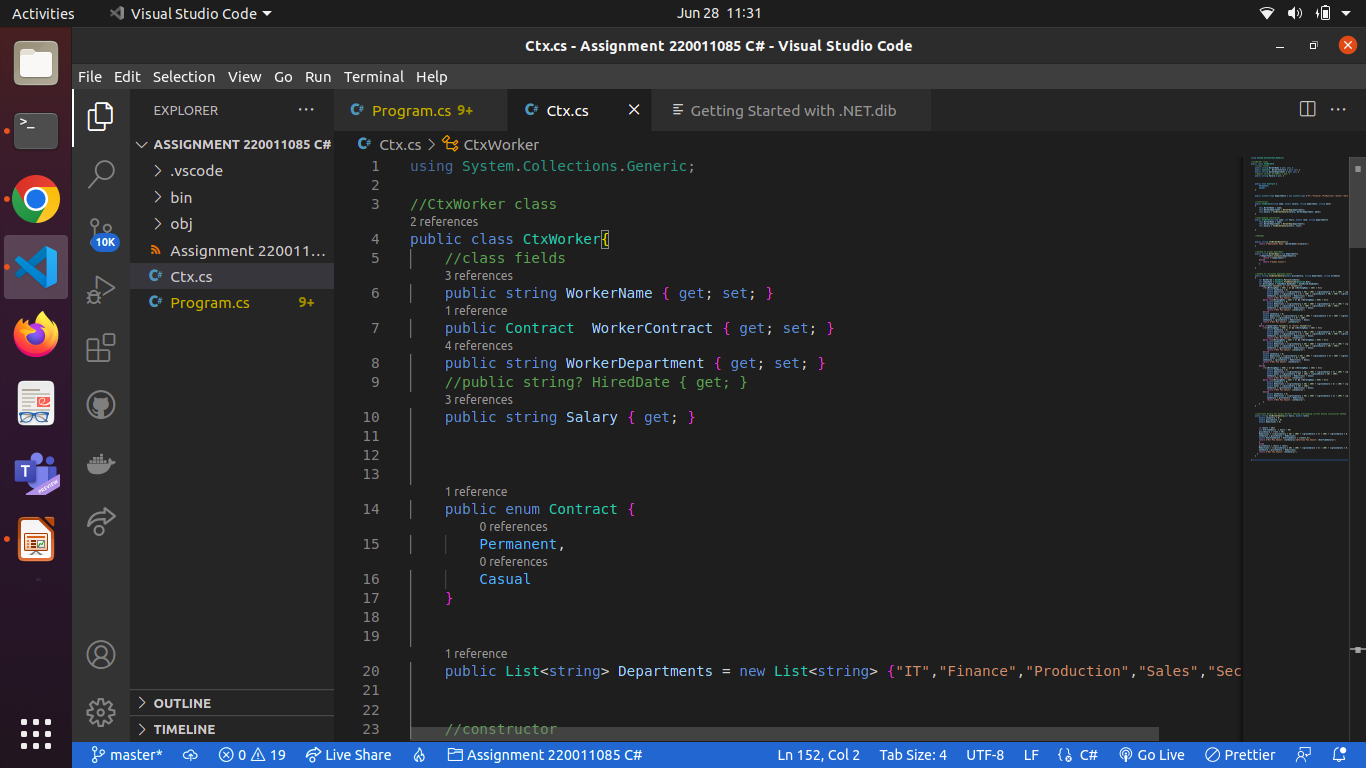 Activities Visual Studio Code Jun 28 11:31
Ctx.cs - Assignment 220011085 C# - Visual Studio Code
File Edit Selection View Go Run Terminal Help
EXPLORER
ASSIGNMENT 220011085 C#
.vscode
bin
obj
Assignment 220011...
Ctx.cs
Program.cs 9+
OUTLINE
TIMELINE
10K
PREVIEW
Program.cs 9+ Ctx.cs Getting Started with .NET.dib
Ctx.cs > CtxWorker
1 using System.Collections.Generic;
2
3 //CtxWorker class
2 references
4 public class CtxWorker{
5 //class fields
3 references
6 public string WorkerName { get; set; }
1 reference
7 public Contract  WorkerContract { get; set; }
4 references
8 public string WorkerDepartment { get; set; }
9 //public string? HiredDate { get; }
3 references
10 public string Salary { get; }
11
12
13
1 reference
14 public enum Contract {
0 references
15 Permanent,
0 references
16 Casual
17 }
18
19
1 reference
20 public List<string> Departments = new List<string> {"IT","Finance","Production","Sales","Sec
21
22
23 //constructor
master* 0 19 Live Share Assignment 220011085 C# Ln 152, Col 2 Tab Size: 4 UTF-8 LF {} C# Go Live Prettier